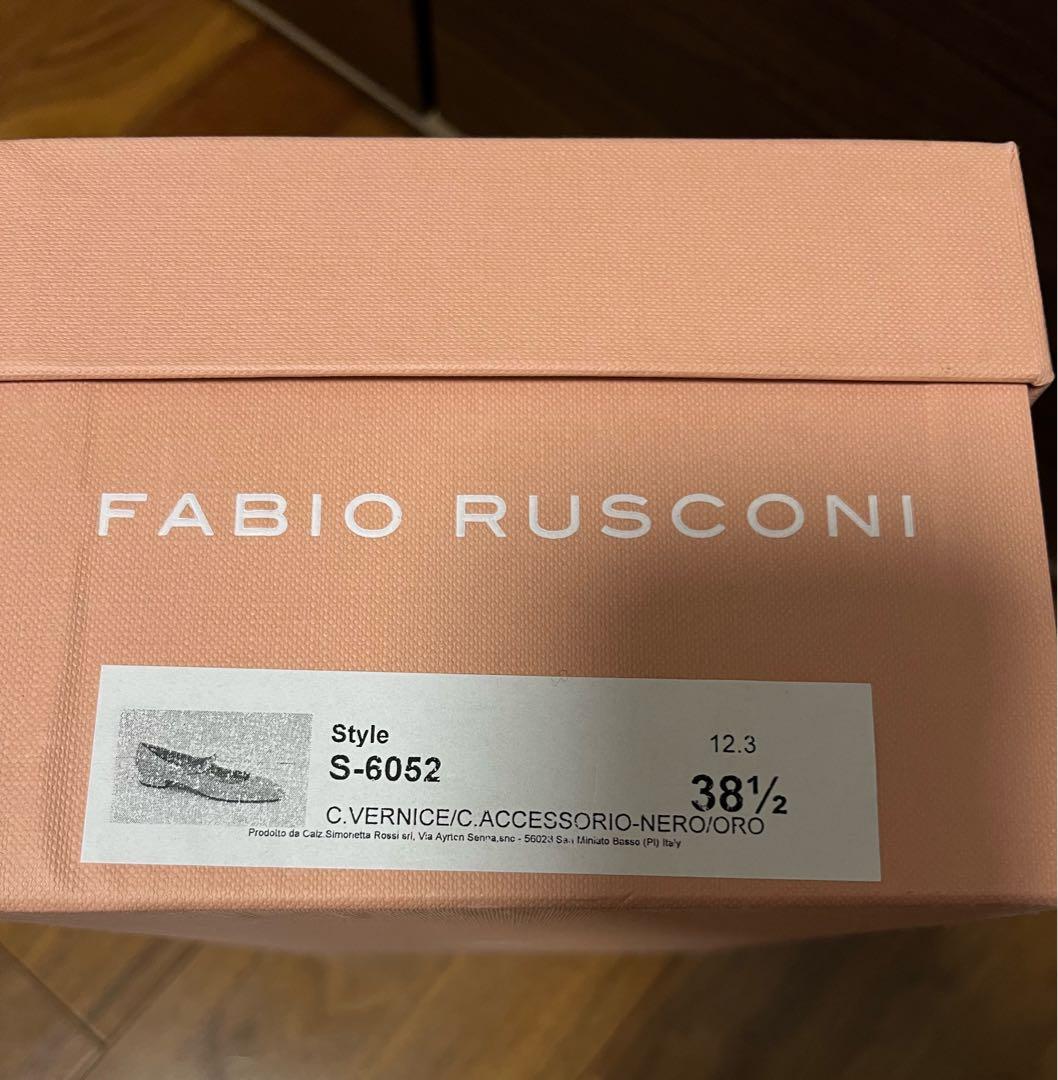 FABIO RUSCONI
Style
S-6052
12.3
38½
C.VERNICE/C.ACCESSORIO-NERO/ORO
Prodotto da Calz.Simonetta Rossi srl, Via Ayrton Senna,snc - 56028 San Miniato Basso (PI) Italy